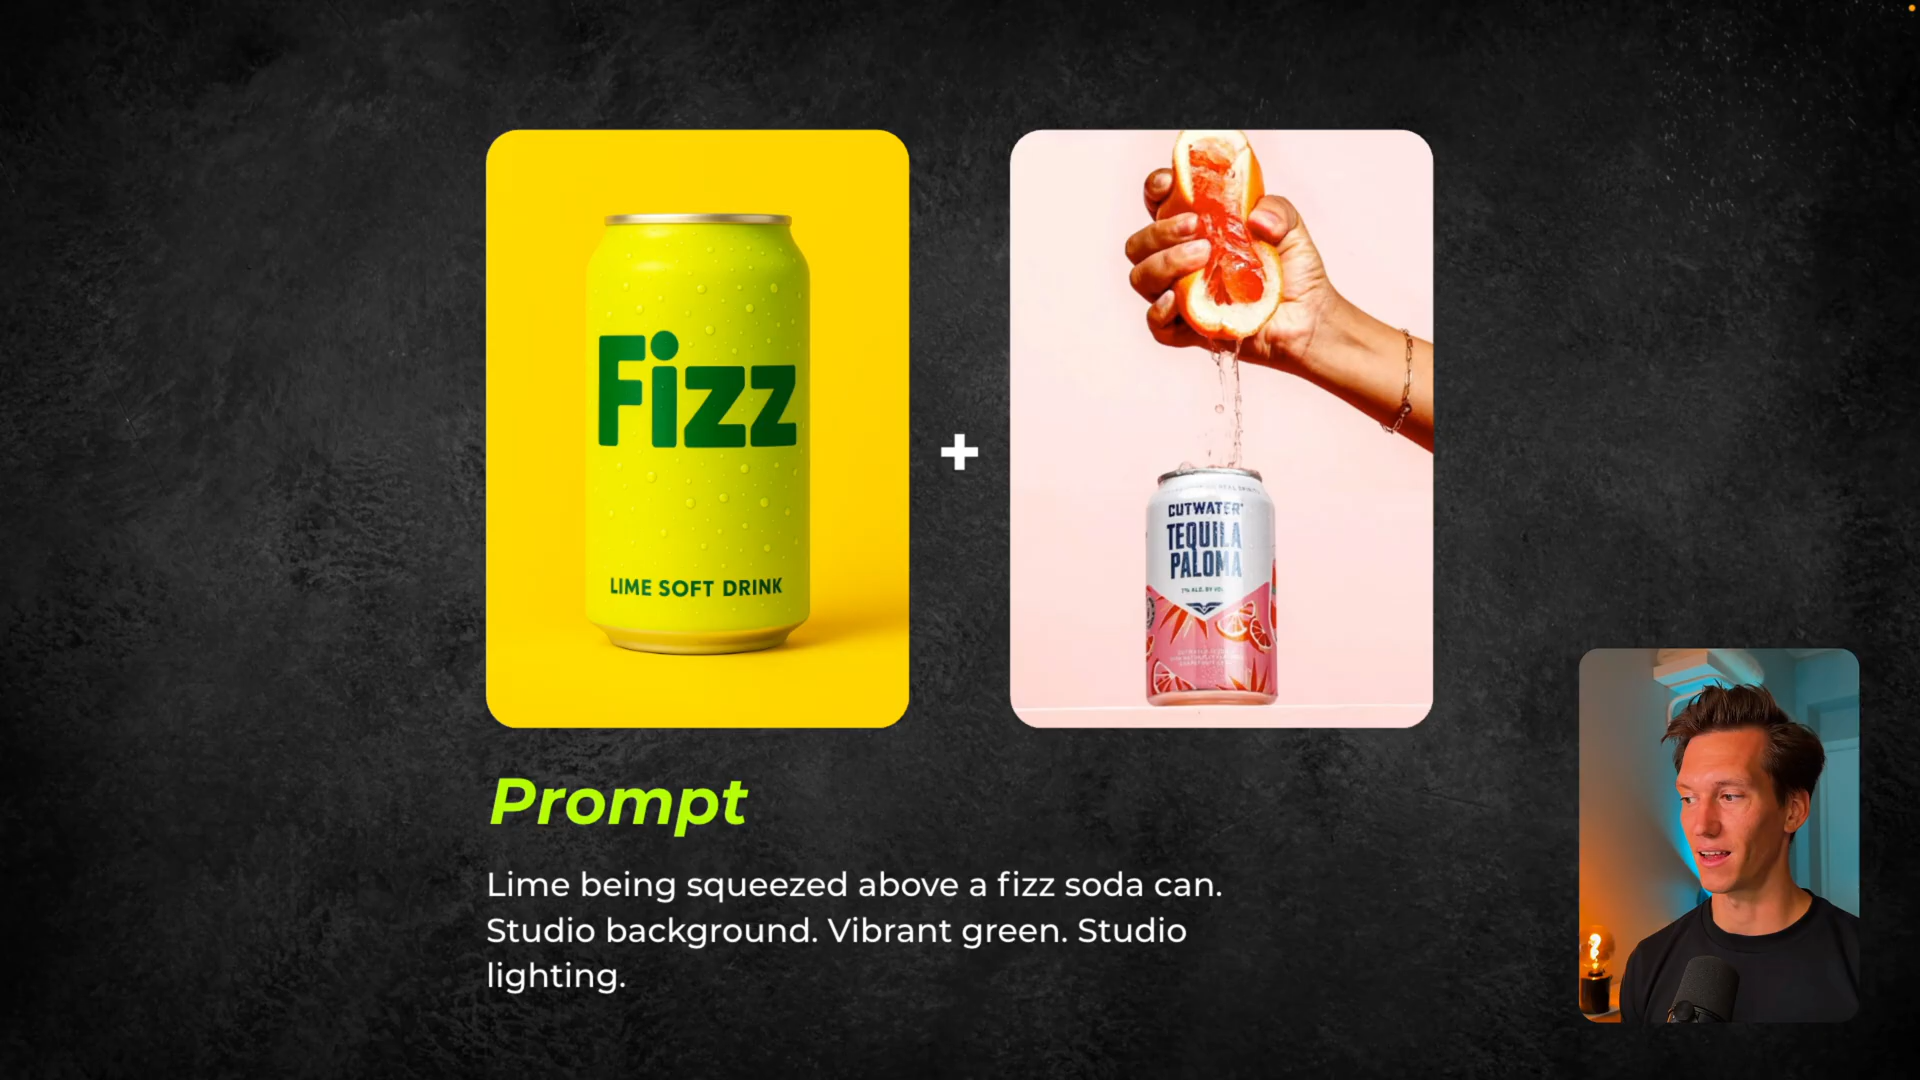 Fizz
LIME SOFT DRINK
+
CUTWATER
TEQUILA
PALOMA
Prompt
Lime being squeezed above a fizz soda can.
Studio background. Vibrant green. Studio
lighting.